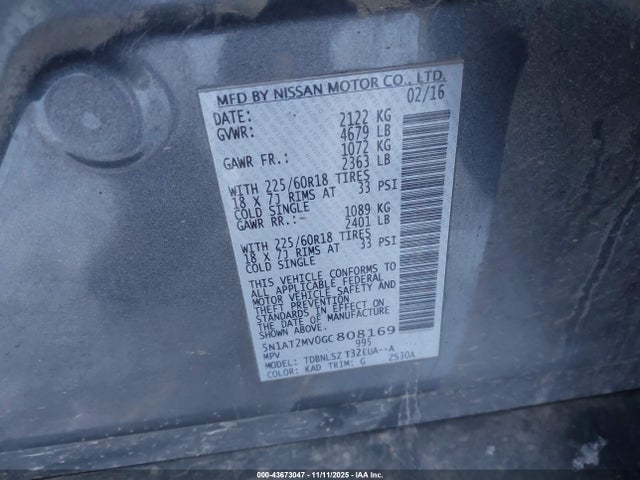 MFD BY NISSAN MOTOR CO., LTD.
DATE: 02/16
GVWR: 2122 KG
4679 LB
GAWR FR.: 1072 KG
2363 LB
WITH 225/60R18 TIRES
18 X 7J RIMS AT 33 PSI
COLD SINGLE
GAWR RR.:- 1089 KG
2401 LB
WITH 225/60R18 TIRES
18 X 7J RIMS AT 33 PSI
COLD SINGLE
THIS VEHICLE CONFORMS TO
ALL APPLICABLE FEDERAL
MOTOR VEHICLE SAFETY AND
THEFT PREVENTION
STANDARDS IN EFFECT ON
THE DATE OF MANUFACTURE
SHOWN ABOVE.
5N1AT2MV0GC808169
MPV 995
MODEL: TDBNLSZ T32EUA--A
COLOR: KAD TRIM: G ZS30A
000-43673047 - 11/11/2025 - IAA Inc.